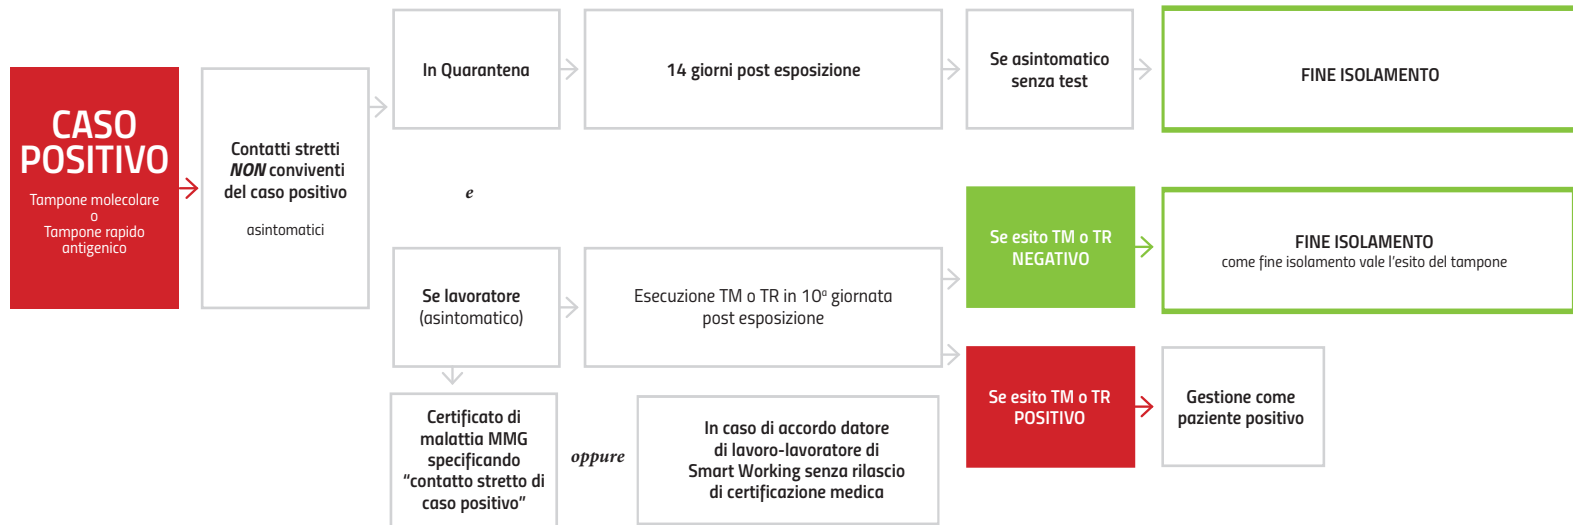 CASO
POSITIVO
Tampone molecolare
o
Tampone rapido
antigenico
Contatti stretti
NON conviventi
del caso positivo
asintomatici
In Quarantena
14 giorni post esposizione
Se asintomatico
senza test
FINE ISOLAMENTO
e
Se lavoratore
(asintomatico)
Esecuzione TM o TR in 10ª giornata
post esposizione
Se esito TM o TR
NEGATIVO
FINE ISOLAMENTO
come fine isolamento vale l'esito del tampone
Se esito TM o TR
POSITIVO
Gestione come
paziente positivo
Certificato di
malattia MMG
specificando
“contatto stretto di
caso positivo”
oppure
In caso di accordo datore
di lavoro-lavoratore di
Smart Working senza rilascio
di certificazione medica